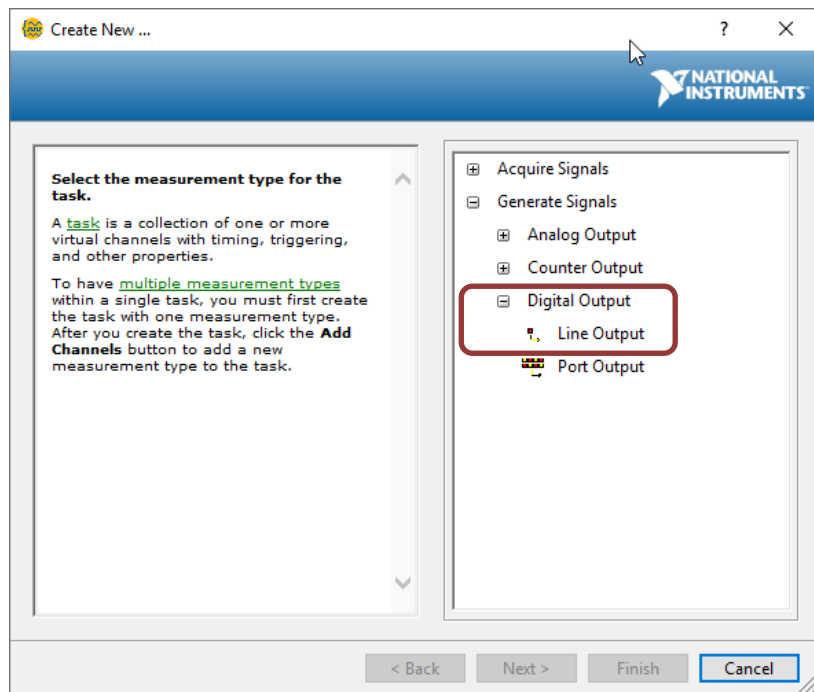 Create New ...
?
NATIONAL
INSTRUMENTS
Select the measurement type for the
task.
A task is a collection of one or more
virtual channels with timing, triggering,
and other properties.
To have multiple measurement types
within a single task, you must first create
the task with one measurement type.
After you create the task, click the Add
Channels button to add a new
measurement type to the task.
Acquire Signals
Generate Signals
Analog Output
Counter Output
Digital Output
Line Output
Port Output
< Back
Next >
Finish
Cancel